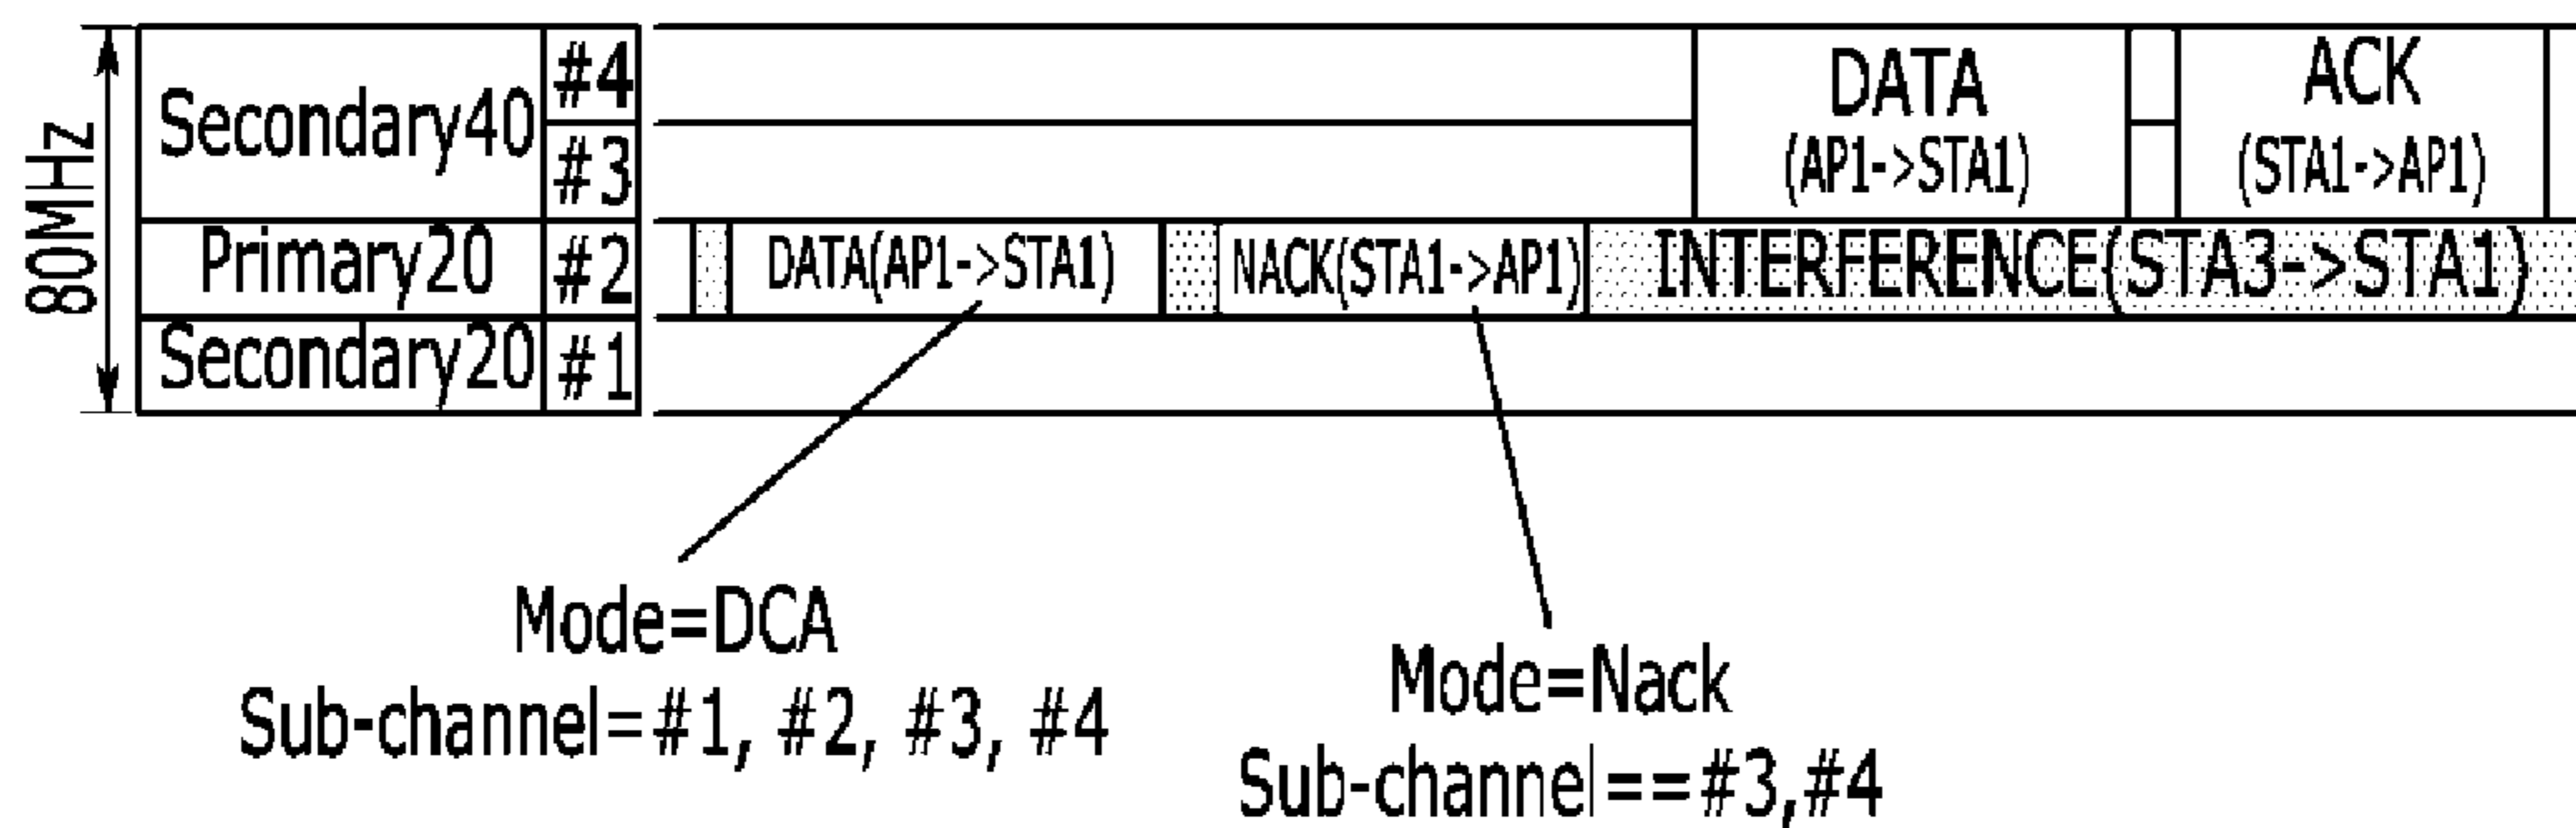 80MHz
Secondary40
#4
#3
Primary20
#2
Secondary20
#1
DATA
(AP1->STA1)
ACK
(STA1->AP1)
DATA(AP1->STA1)
NACK(STA1->AP1)
INTERFERENCE(STA3->STA1)
Mode=DCA
Sub-channel=#1, #2, #3, #4
Mode=Nack
Sub-channel==#3,#4